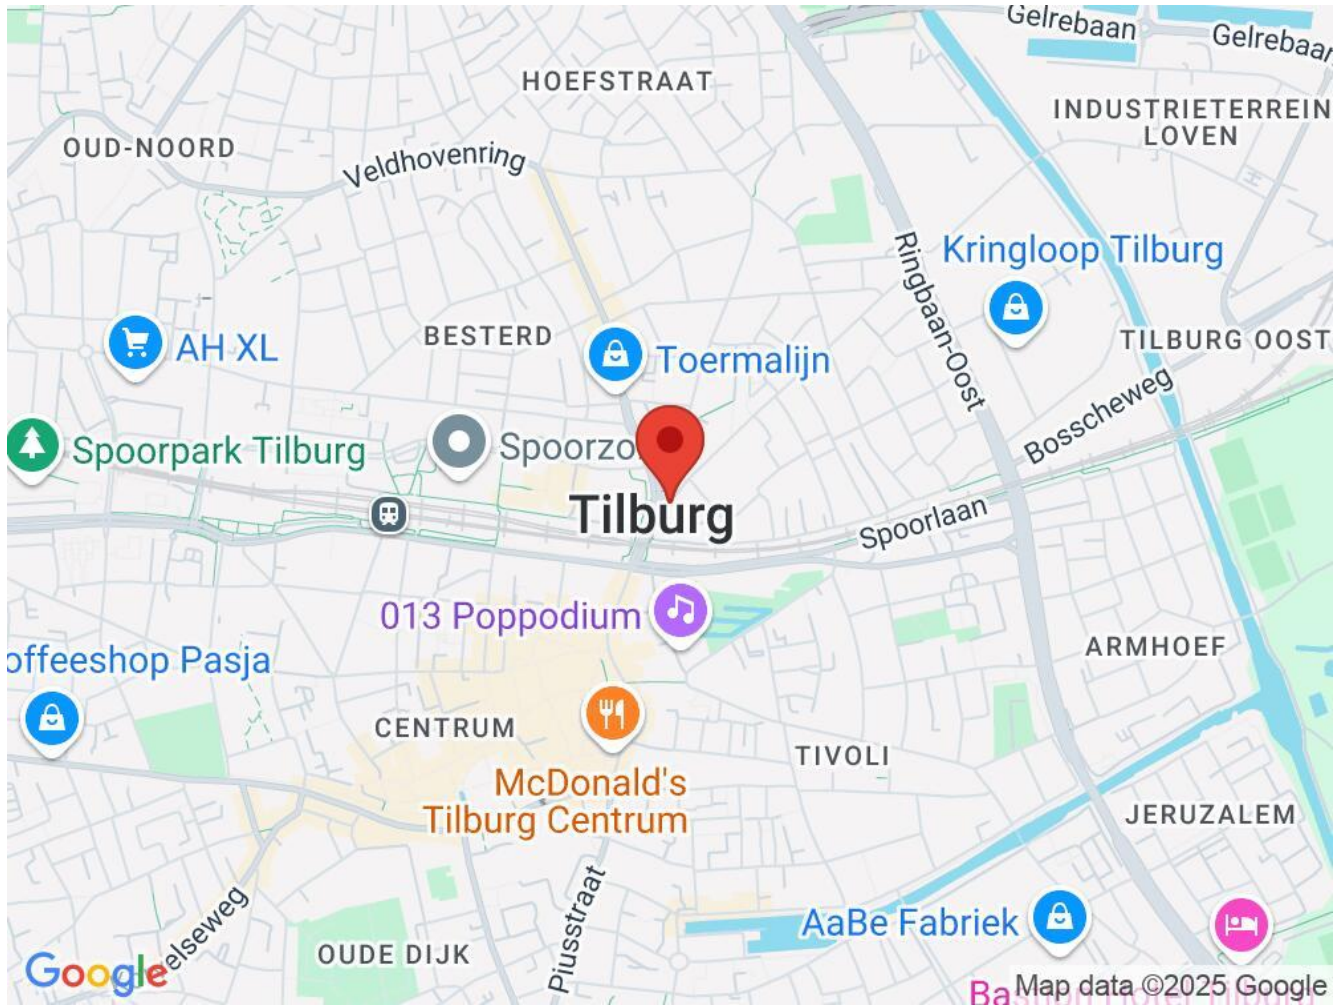 Gelrebaan
Gelrebaan
HOEFSTRAAT
INDUSTRIETERREIN
LOVEN
OUD-NOORD
Veldhovenring
Ringbaan-Oost
Kringloop Tilburg
BESTERD
AH XL
Toermalijn
TILBURG OOST
Bosscheweg
Spoorpark Tilburg
Spoorzo
Tilburg
Spoorlaan
013 Poppodium
offeeshop Pasja
ARMHOEF
CENTRUM
TIVOLI
McDonald's
Tilburg Centrum
JERUZALEM
Piusstraat
elseweg
AaBe Fabriek
OUDE DIJK
Google
Map data ©2025 Google